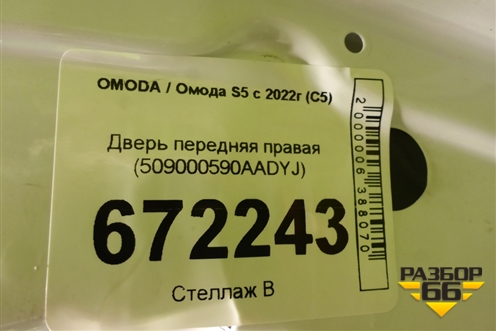 OMODA / Омода S5 с 2022г (C5)
Дверь передняя правая
(509000590AADYJ)
672243
Стеллаж В
2000006388070
РАЗБОР
66